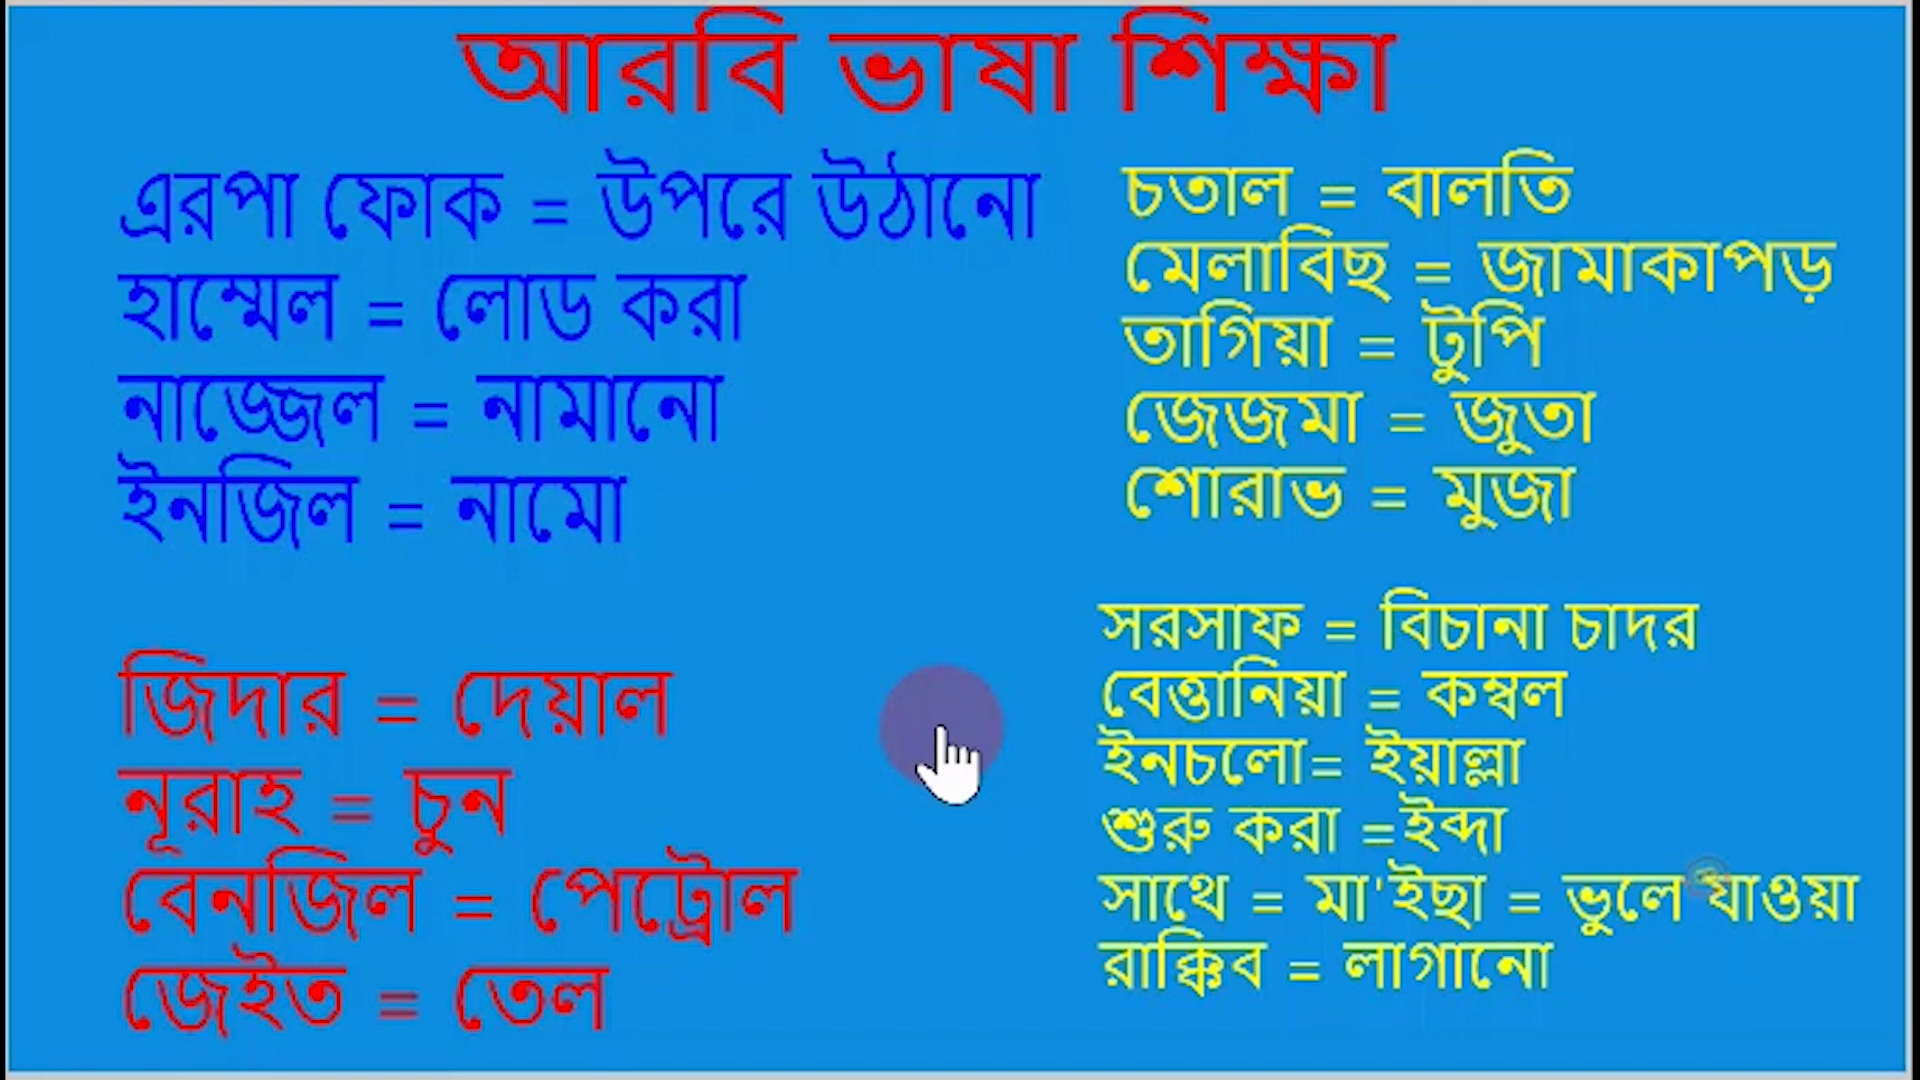 আরবি ভাষা শিক্ষা
এরপা ফোক = উপরে উঠানো
হাম্মেল = লোড করা
নাজ্জেল = নামানো
ইনজিল = নামো
জিদার = দেয়াল
নূরাহ = চুন
বেনজিল = পেট্রোল
জেইত = তেল
চতাল = বালতি
মেলাবিছ = জামাকাপড়
তাগিয়া = টুপি
জেজমা = জুতা
শোরাভ = মুজা
সরসাফ = বিচানা চাদর
বেত্তানিয়া = কম্বল
ইনচলো= ইয়াল্লা
শুরু করা =ইব্দা
সাথে = মা'ইছা = ভুলে যাওয়া
রাক্কিব = লাগানো